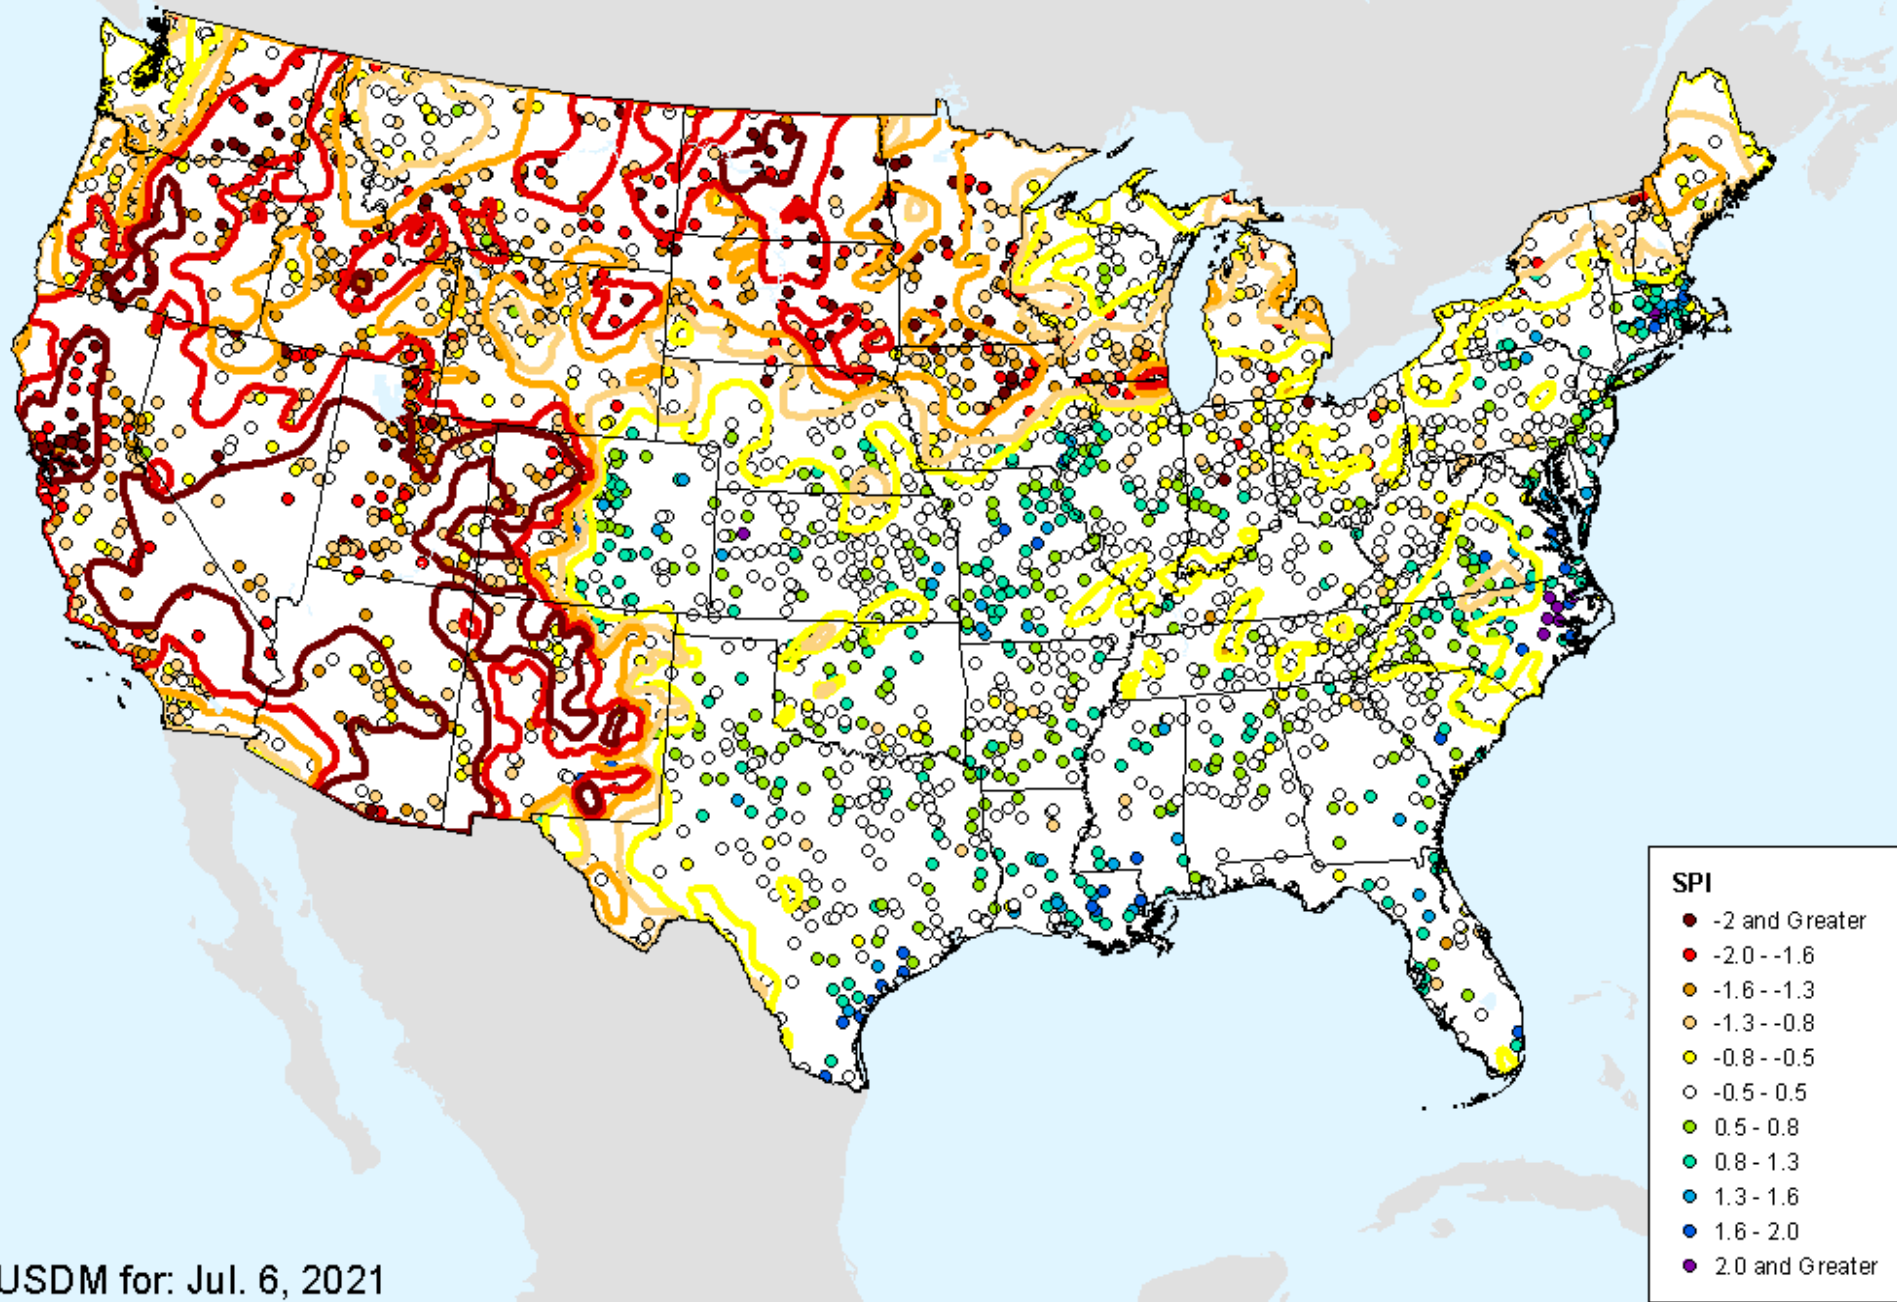 SPI
-2 and Greater
-2.0 - -1.6
-1.6 - -1.3
-1.3 - -0.8
-0.8 - -0.5
-0.5 - 0.5
0.5 - 0.8
0.8 - 1.3
1.3 - 1.6
1.6 - 2.0
2.0 and Greater
USDM for: Jul. 6, 2021